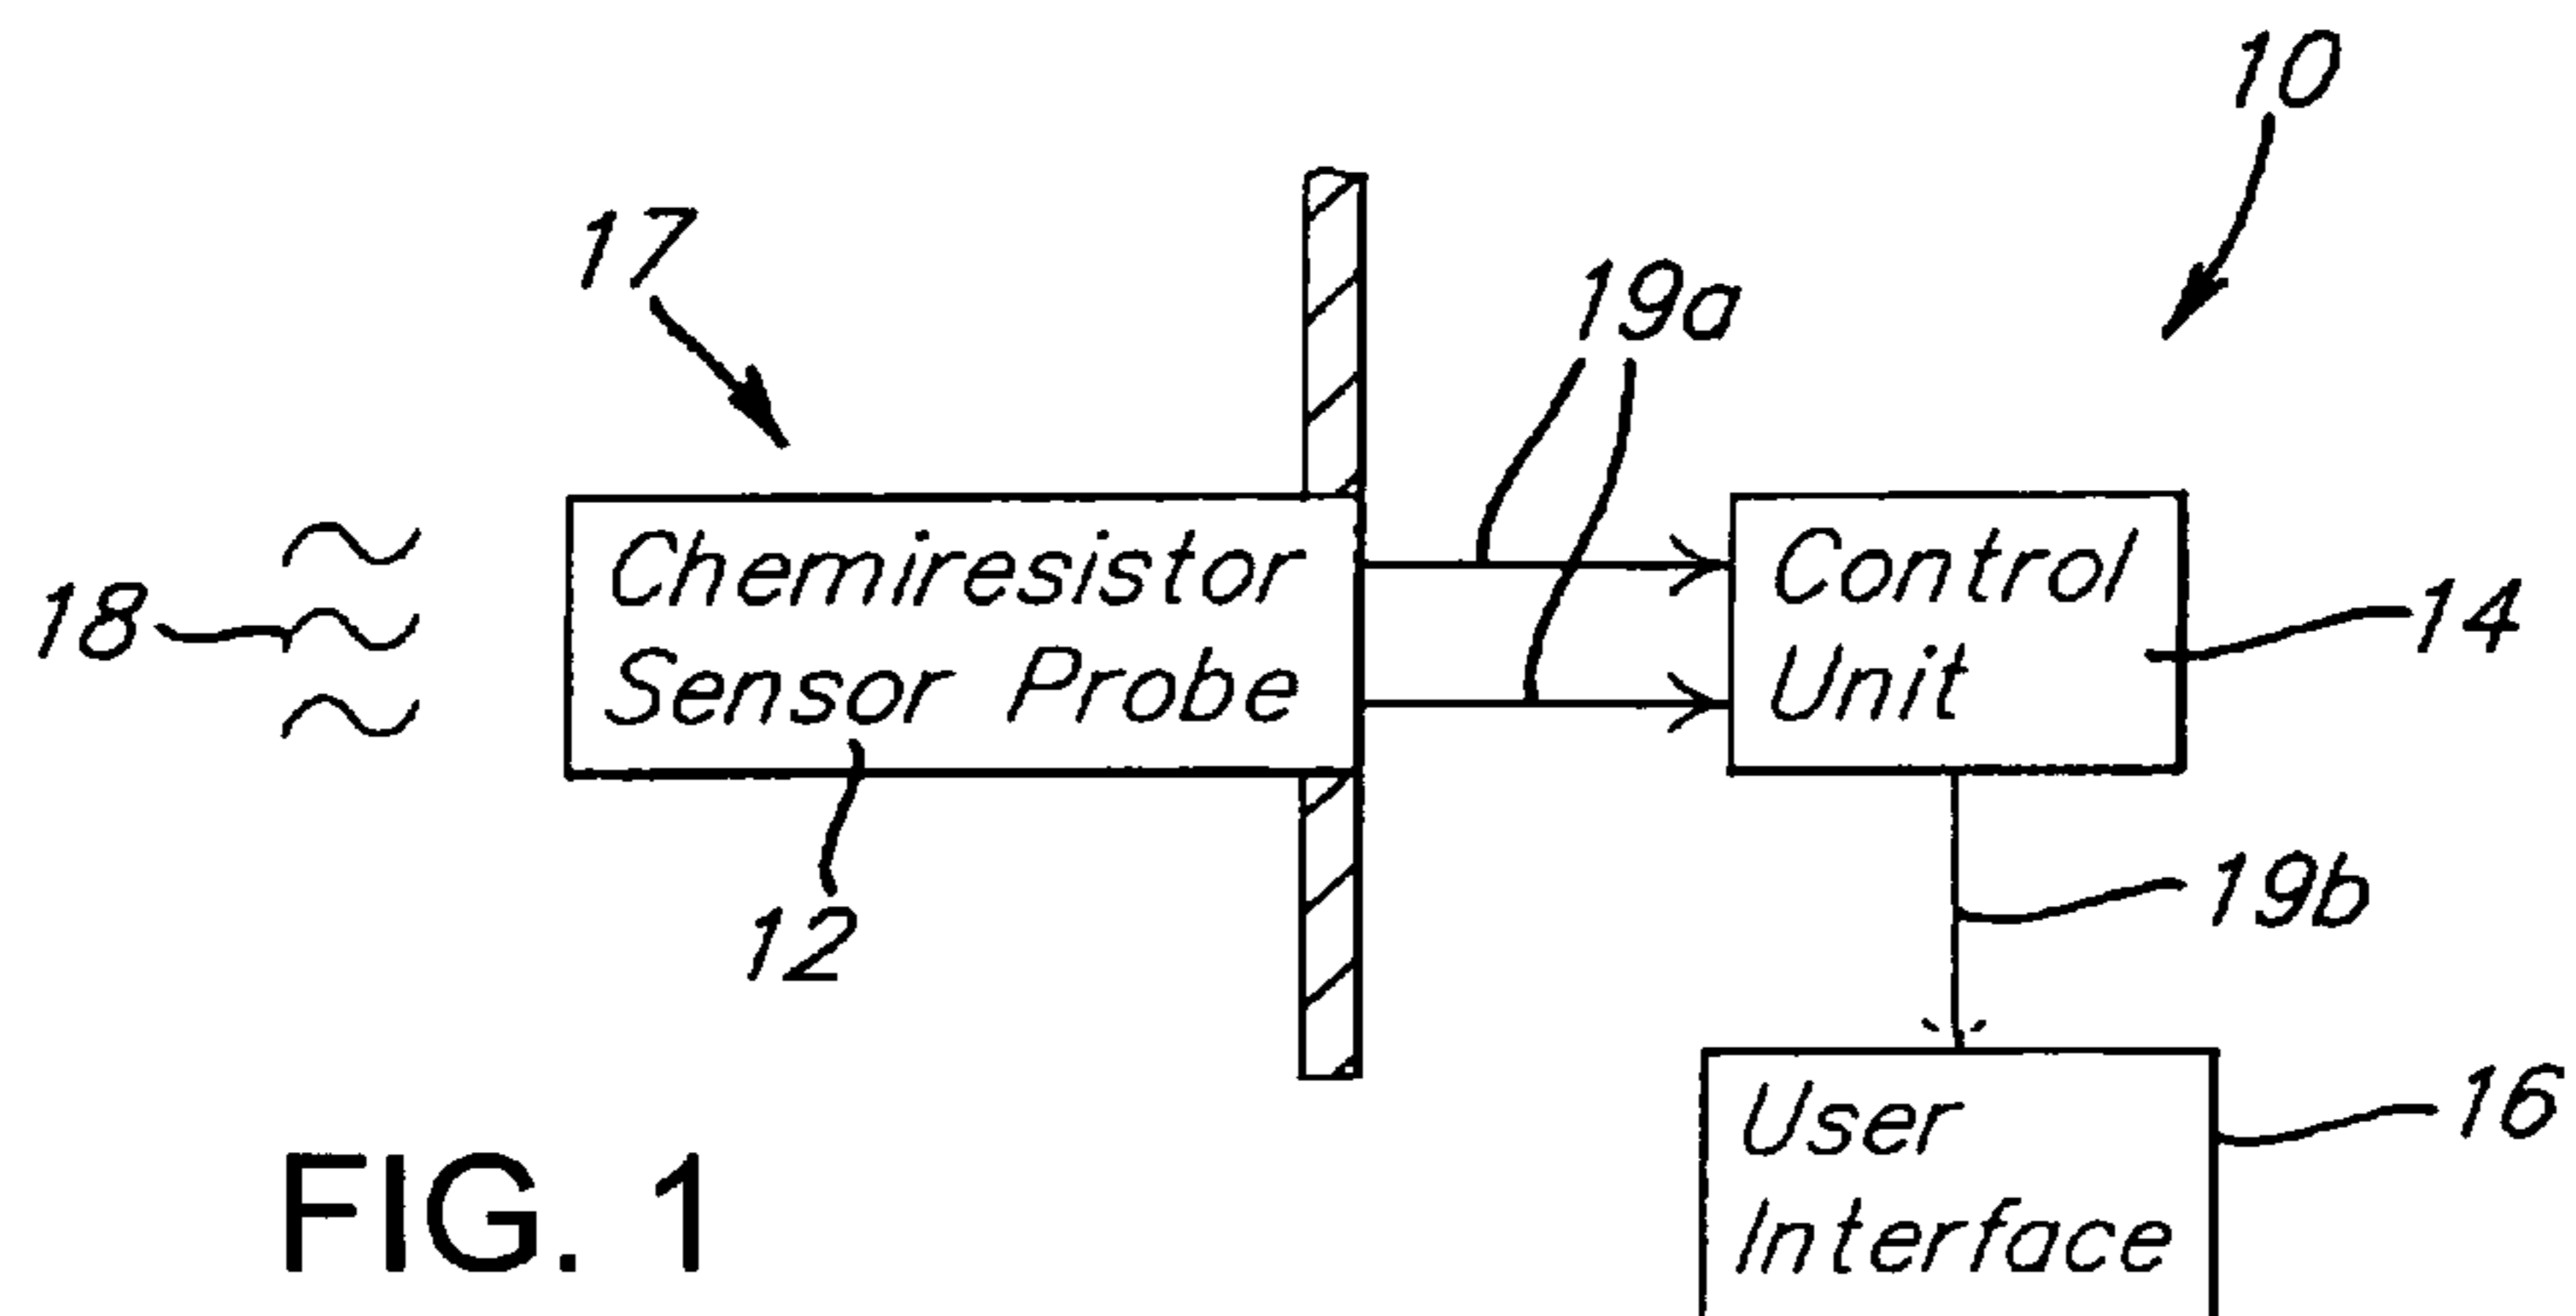 10
17
19a
Chemiresistor
Sensor Probe
Control
Unit
18
14
12
19b
16
User
Interface
FIG. 1